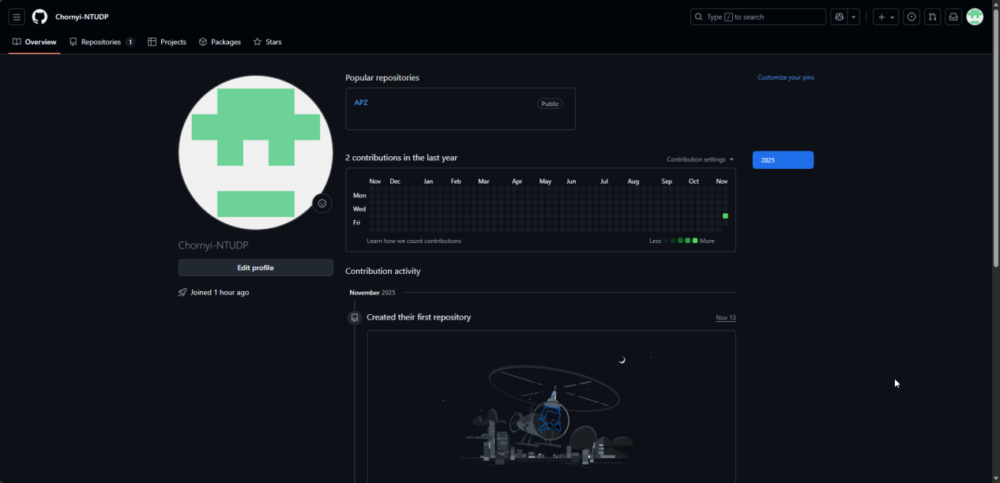 Chornyi-NTUDP
Type / to search
Overview Repositories 1 Projects Packages Stars
Popular repositories
Customize your pins
APZ Public
2 contributions in the last year
Contribution settings
2025
Nov Dec Jan Feb Mar Apr May Jun Jul Aug Sep Oct Nov
Mon
Wed
Fri
Learn how we count contributions
Less More
Chornyi-NTUDP
Edit profile
Joined 1 hour ago
Contribution activity
November 2025
Created their first repository
Nov 13